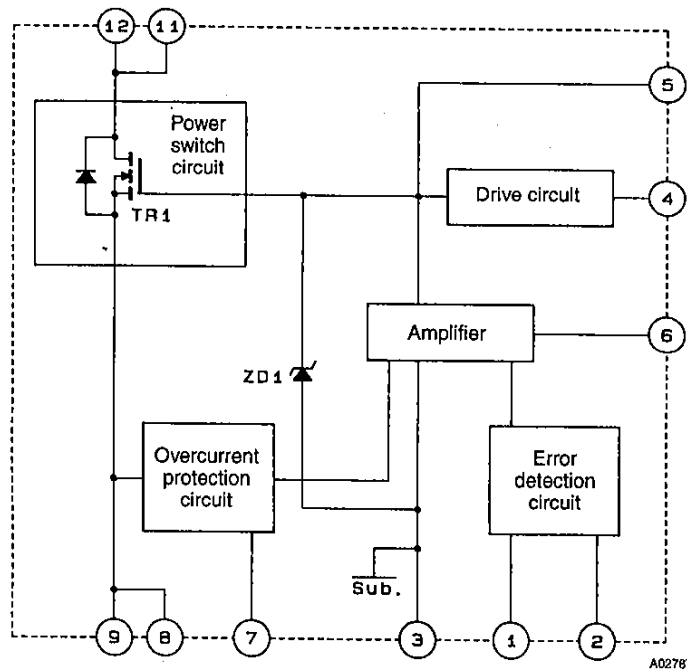 12 11
5
Power
switch
circuit
TR1
Drive circuit
4
Amplifier
6
ZD1
Overcurrent
protection
circuit
Error
detection
circuit
Sub.
9 8 7 3 1 2
A0278